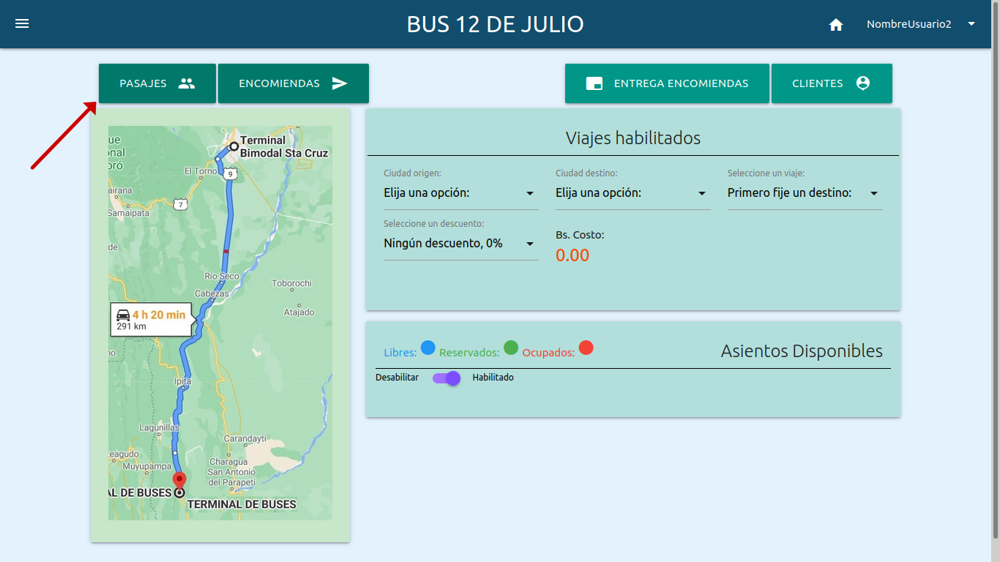 BUS 12 DE JULIO
NombreUsuario2
PASAJES
ENCOMIENDAS
ENTREGA ENCOMIENDAS
CLIENTES
ue
onal
oró
Terminal
Bimodal Sta Cruz
El Torno
9
airana
7
Samaipata
de
Río Seco
Toborochi
Cabezas
Atajado
4 h 20 min
291 km
no
Ipita
Lagunillas
Carandayti
eagudo
Muyupampa
Charagua
San Antonio
del Parapeti
AL DE BUSES
TERMINAL DE BUSES
Viajes habilitados
Ciudad origen:
Elija una opción:
Ciudad destino:
Elija una opción:
Seleccione un viaje:
Primero fije un destino:
Seleccione un descuento:
Ningún descuento, 0%
Bs. Costo:
0.00
Libres:
Reservados:
Ocupados:
Asientos Disponibles
Desabilitar
Habilitado